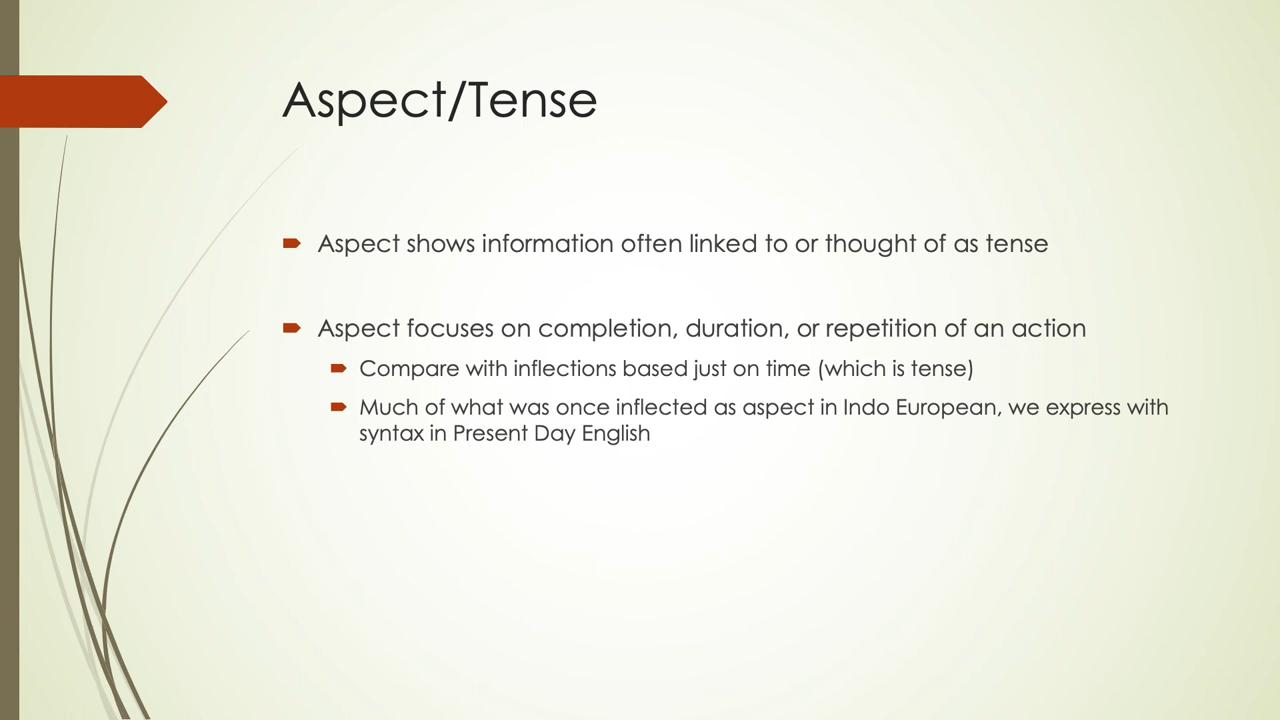 Aspect/Tense
Aspect shows information often linked to or thought of as tense
Aspect focuses on completion, duration, or repetition of an action
Compare with inflections based just on time (which is tense)
Much of what was once inflected as aspect in Indo European, we express with
syntax in Present Day English